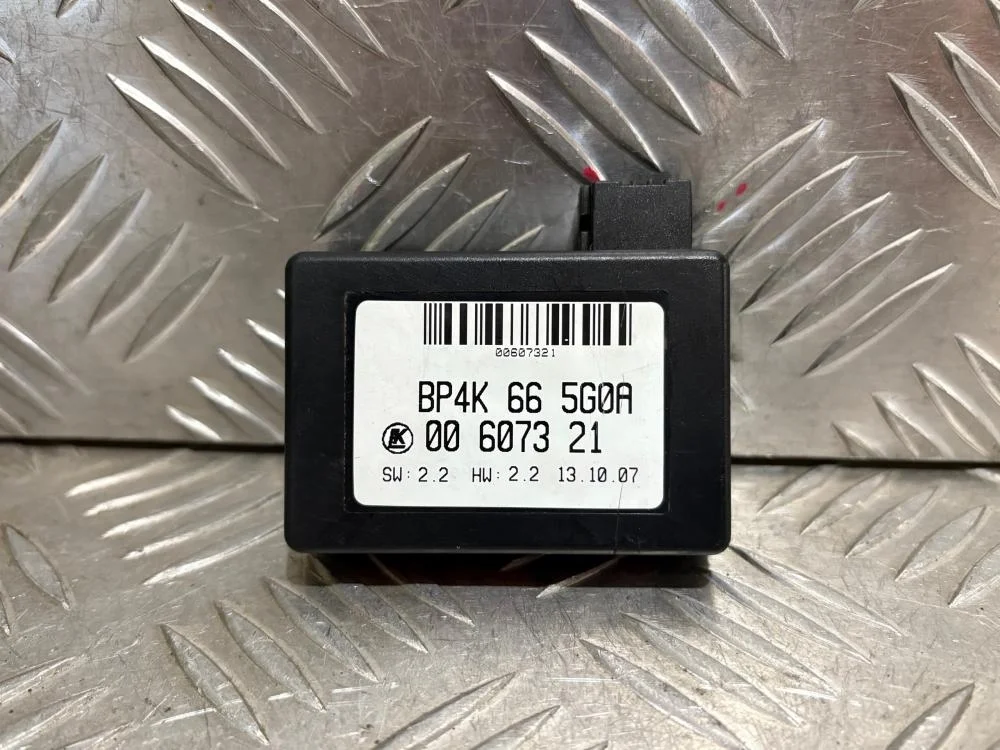 00607321
BP4K 66 5G0A
00 6073 21
SW: 2.2 HW: 2.2 13.10.07